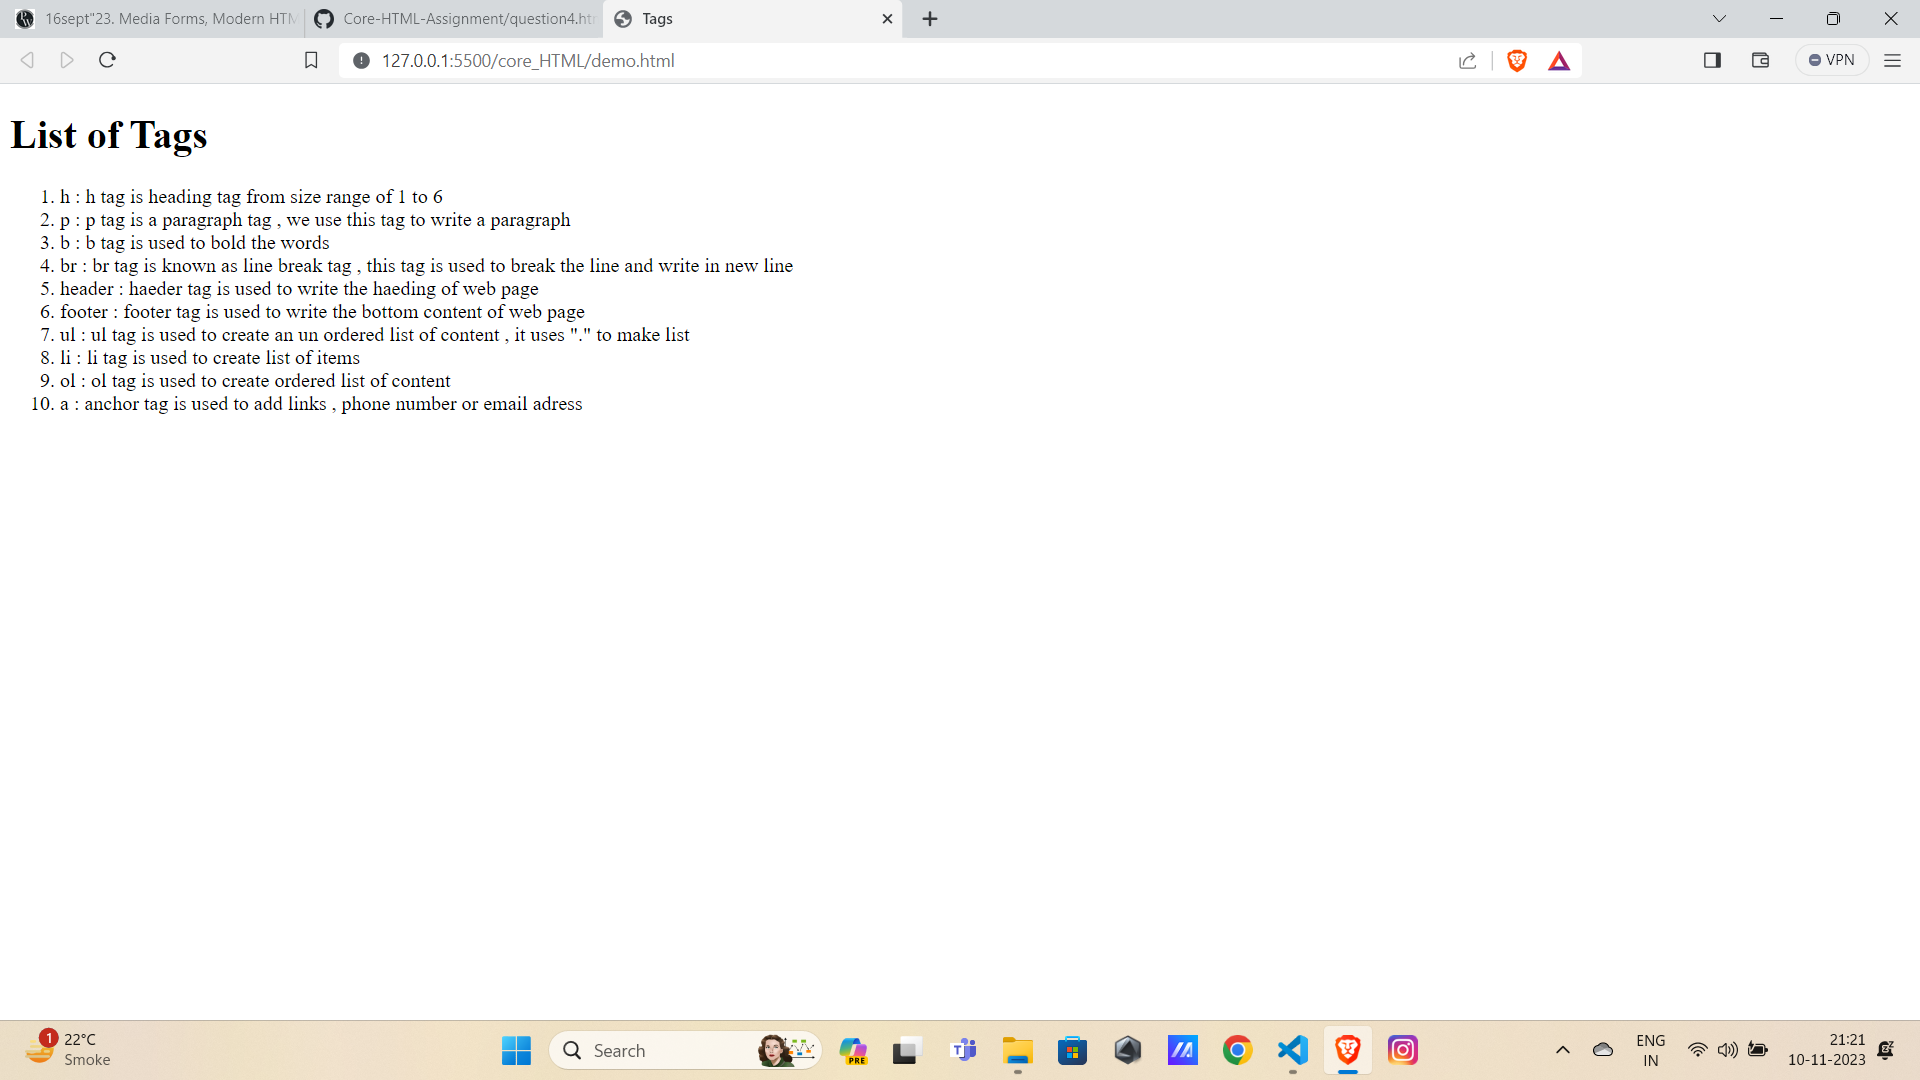 16sept"23. Media Forms, Modern HTM
Core-HTML-Assignment/question4.htm
Tags
127.0.0.1:5500/core_HTML/demo.html
VPN
List of Tags
1. h : h tag is heading tag from size range of 1 to 6
2. p : p tag is a paragraph tag , we use this tag to write a paragraph
3. b : b tag is used to bold the words
4. br : br tag is known as line break tag , this tag is used to break the line and write in new line
5. header : haeder tag is used to write the haeding of web page
6. footer : footer tag is used to write the bottom content of web page
7. ul : ul tag is used to create an un ordered list of content , it uses "." to make list
8. li : li tag is used to create list of items
9. ol : ol tag is used to create ordered list of content
10. a : anchor tag is used to add links , phone number or email adress
1
22°C
Smoke
Search
PRE
ENG
IN
21:21
10-11-2023